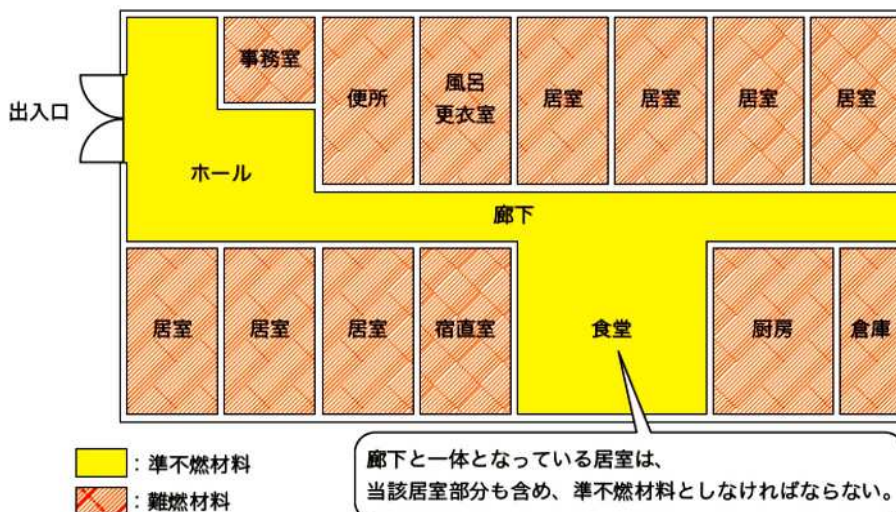 事務室
便所
風呂
更衣室
居室
居室
居室
居室
出入口
ホール
廊下
居室
居室
居室
宿直室
食堂
厨房
倉庫
:準不燃材料
:難燃材料
廊下と一体となっている居室は、
当該居室部分も含め、準不燃材料としなければならない。